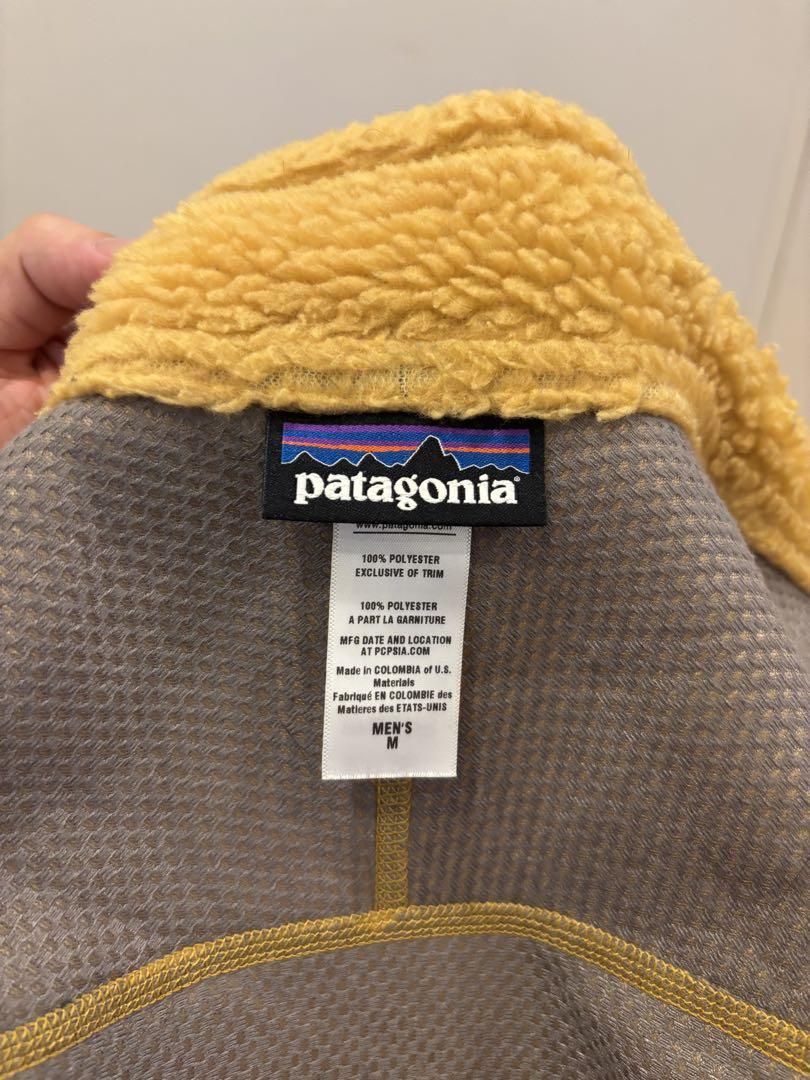 patagonia®
www.patagonia.com
100% POLYESTER
EXCLUSIVE OF TRIM
100% POLYESTER
A PART LA GARNITURE
MFG DATE AND LOCATION
AT PCPSIA.COM
Made in COLOMBIA of U.S.
Materials
Fabriqué EN COLOMBIE des
Matieres des ETATS-UNIS
MEN'S
M